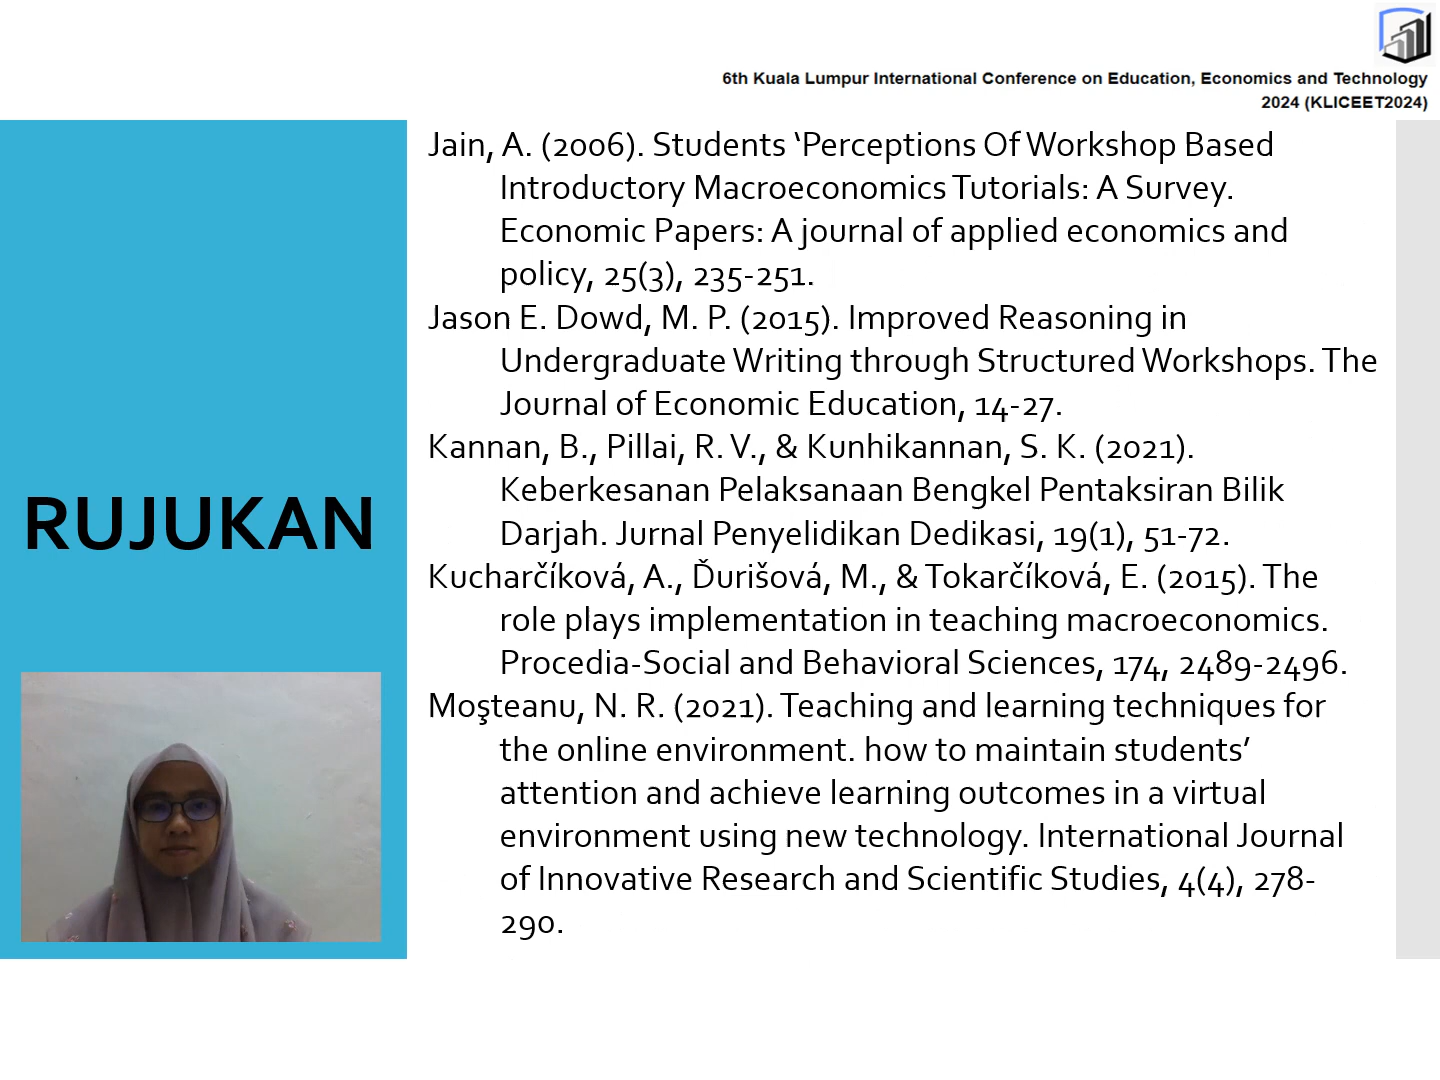 6th Kuala Lumpur International Conference on Education, Economics and Technology
2024 (KLICEET2024)
RUJUKAN
Jain, A. (2006). Students ‘Perceptions Of Workshop Based
Introductory Macroeconomics Tutorials: A Survey.
Economic Papers: A journal of applied economics and
policy, 25(3), 235-251.
Jason E. Dowd, M. P. (2015). Improved Reasoning in
Undergraduate Writing through Structured Workshops. The
Journal of Economic Education, 14-27.
Kannan, B., Pillai, R. V., & Kunhikannan, S. K. (2021).
Keberkesanan Pelaksanaan Bengkel Pentaksiran Bilik
Darjah. Jurnal Penyelidikan Dedikasi, 19(1), 51-72.
Kucharčíková, A., Ďurišová, M., & Tokarčíková, E. (2015). The
role plays implementation in teaching macroeconomics.
Procedia-Social and Behavioral Sciences, 174, 2489-2496.
Moşteanu, N. R. (2021). Teaching and learning techniques for
the online environment. how to maintain students’
attention and achieve learning outcomes in a virtual
environment using new technology. International Journal
of Innovative Research and Scientific Studies, 4(4), 278-
290.